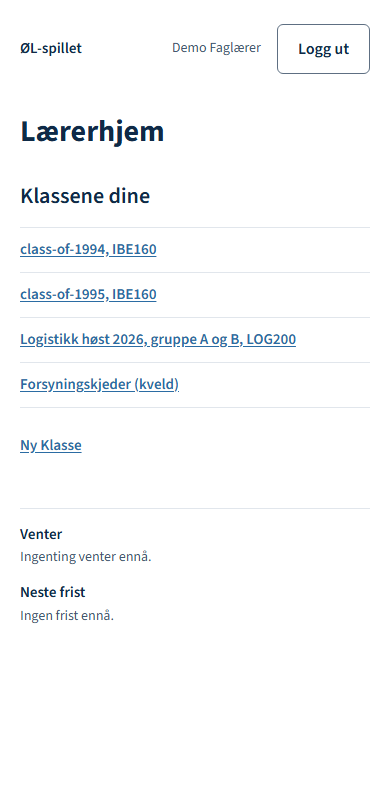 ØL-spillet
Demo Faglærer
Logg ut
Lærerhjem
Klassene dine
class-of-1994, IBE160
class-of-1995, IBE160
Logistikk høst 2026, gruppe A og B, LOG200
Forsyningskjeder (kveld)
Ny Klasse
Venter
Ingenting venter ennå.
Neste frist
Ingen frist ennå.